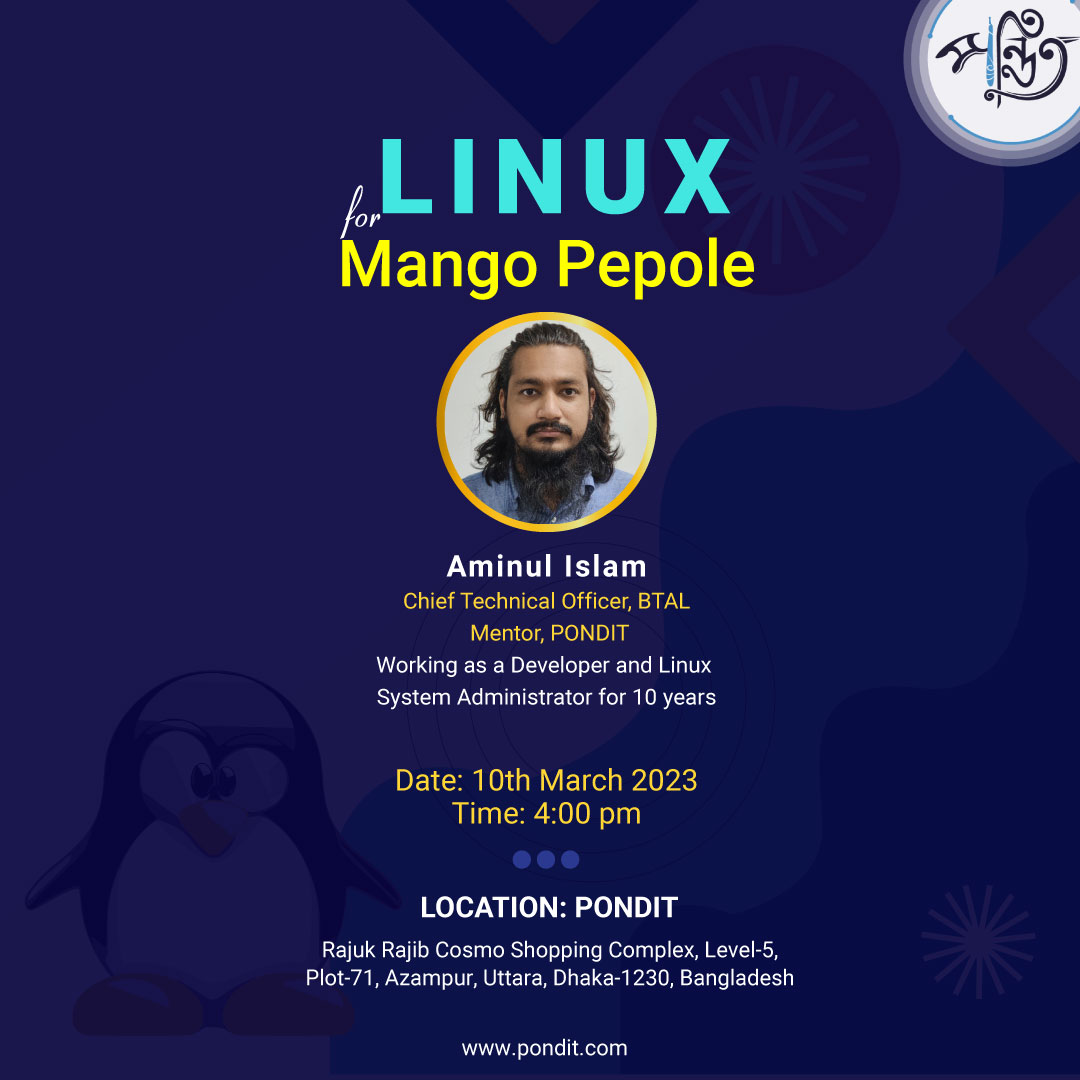 পন্ডিত
LINUX
for
Mango Pepole
Aminul Islam
Chief Technical Officer, BTAL
Mentor, PONDIT
Working as a Developer and Linux
System Administrator for 10 years
Date: 10th March 2023
Time: 4:00 pm
LOCATION: PONDIT
Rajuk Rajib Cosmo Shopping Complex, Level-5,
Plot-71, Azampur, Uttara, Dhaka-1230, Bangladesh
www.pondit.com